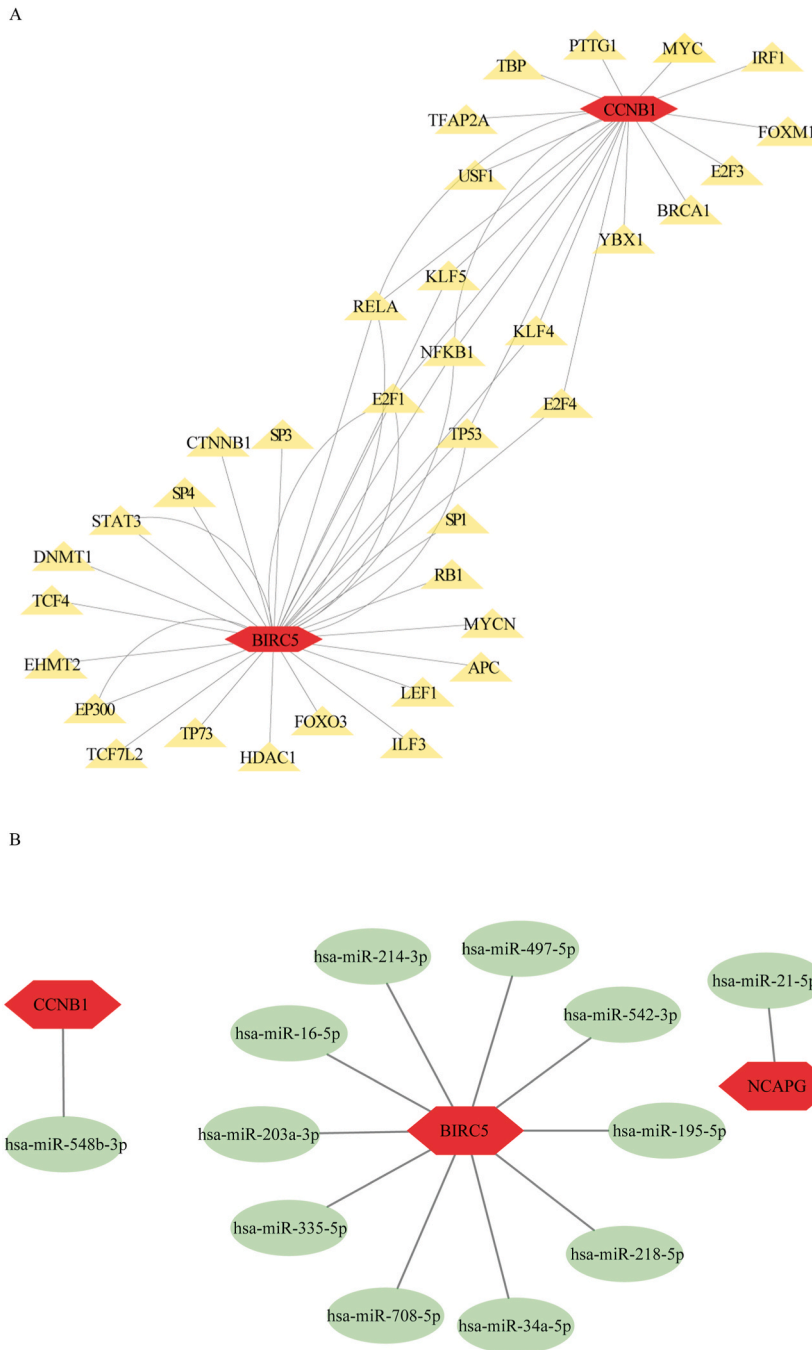 A
PTTG1
MYC
IRF1
TBP
CCNB1
TFAP2A
FOXM1
USF1
E2F3
BRCA1
YBX1
KLF5
RELA
KLF4
NFKB1
E2F1
E2F4
TP53
SP3
CTNNB1
SP4
STAT3
SP1
DNMT1
RB1
TCF4
MYCN
BIRC5
EHMT2
APC
LEF1
EP300
FOXO3
TP73
ILF3
TCF7L2
HDAC1
B
hsa-miR-497-5p
hsa-miR-214-3p
hsa-miR-21-5p
CCNB1
hsa-miR-542-3p
hsa-miR-16-5p
NCAPG
BIRC5
hsa-miR-195-5p
hsa-miR-203a-3p
hsa-miR-548b-3p
hsa-miR-335-5p
hsa-miR-218-5p
hsa-miR-708-5p
hsa-miR-34a-5p